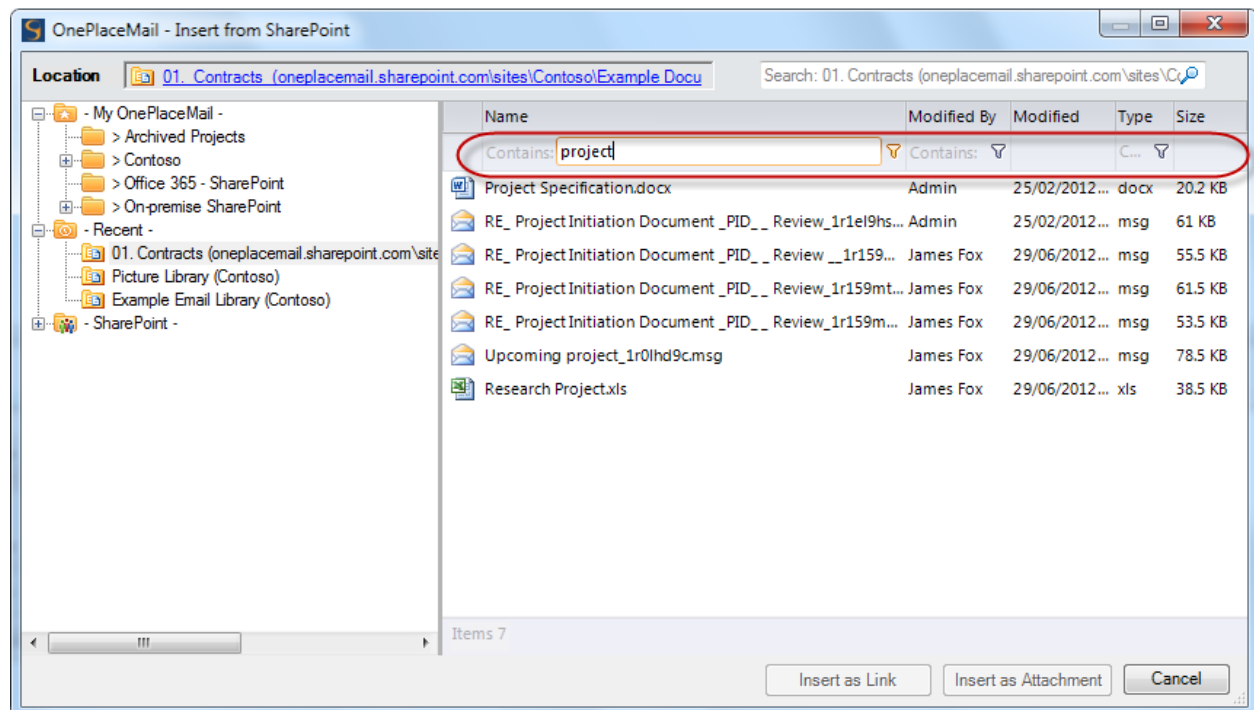 OnePlaceMail - Insert from SharePoint
Location 01. Contracts (oneplacemail.sharepoint.com\sites\Contoso\Example Docu Search: 01. Contracts (oneplacemail.sharepoint.com\sites\Co
- My OnePlaceMail -
> Archived Projects
> Contoso
> Office 365 - SharePoint
> On-premise SharePoint
- Recent -
01. Contracts (oneplacemail.sharepoint.com\site
Picture Library (Contoso)
Example Email Library (Contoso)
- SharePoint -
Name Modified By Modified Type Size
Contains: project Contains: C...
Project Specification.docx Admin 25/02/2012... docx 20.2 KB
RE_ Project Initiation Document _PID_ _ Review_1r1el9hs... Admin 25/02/2012... msg 61 KB
RE_ Project Initiation Document _PID_ _ Review __1r159... James Fox 29/06/2012... msg 55.5 KB
RE_ Project Initiation Document _PID_ _ Review_1r159mt... James Fox 29/06/2012... msg 61.5 KB
RE_ Project Initiation Document _PID_ _ Review_1r159m... James Fox 29/06/2012... msg 53.5 KB
Upcoming project_1r0lhd9c.msg James Fox 29/06/2012... msg 78.5 KB
Research Project.xls James Fox 29/06/2012... xls 38.5 KB
Items 7
Insert as Link Insert as Attachment Cancel